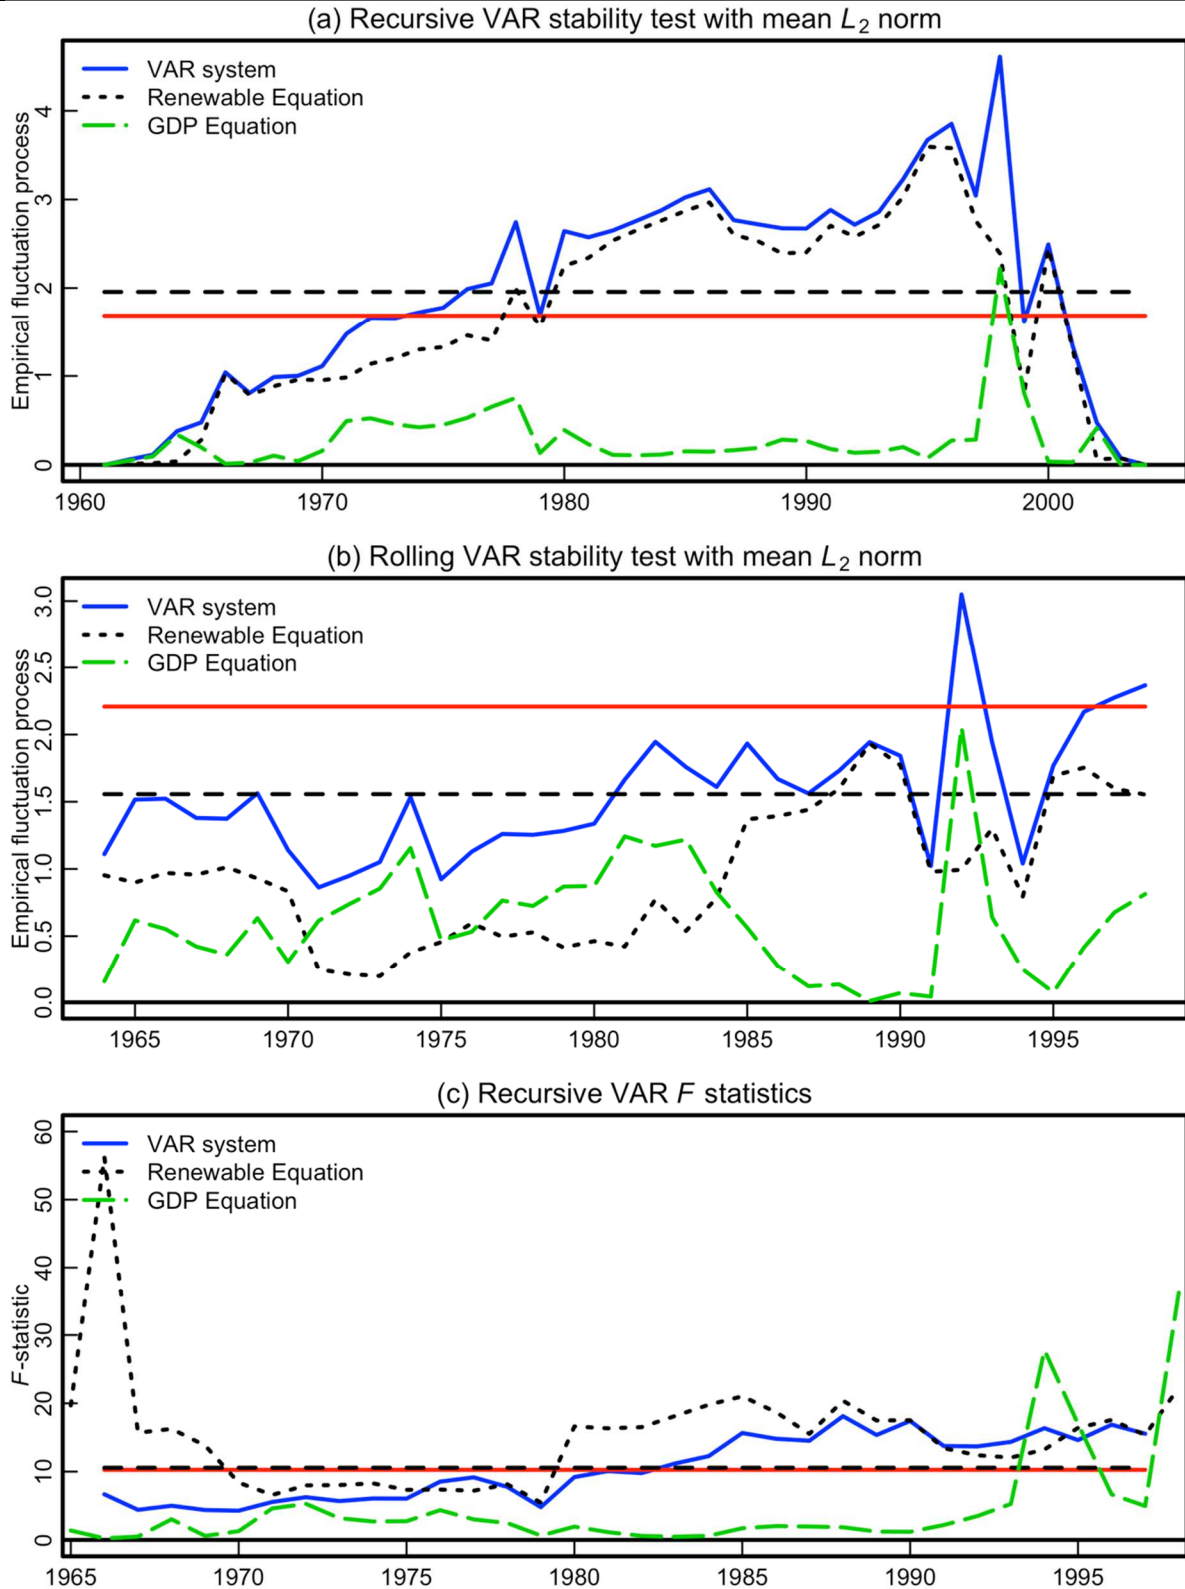 (a) Recursive VAR stability test with mean L2 norm
VAR system
Renewable Equation
GDP Equation
Empirical fluctuation process
4
3
2
1
0
1960 1970 1980 1990 2000
(b) Rolling VAR stability test with mean L2 norm
VAR system
Renewable Equation
GDP Equation
Empirical fluctuation process
3.0
2.5
2.0
1.5
1.0
0.5
0.0
1965 1970 1975 1980 1985 1990 1995
(c) Recursive VAR F statistics
VAR system
Renewable Equation
GDP Equation
F-statistic
60
50
40
30
20
10
0
1965 1970 1975 1980 1985 1990 1995